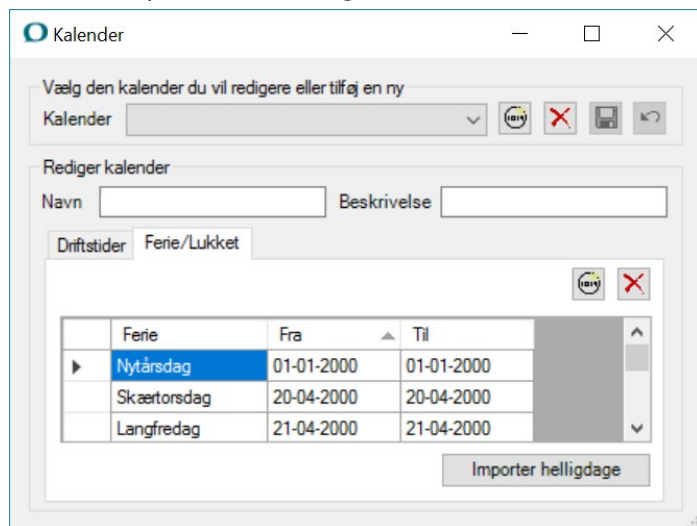 Kalender
Vælg den kalender du vil redigere eller tilføj en ny
Kalender
Rediger kalender
Navn Beskrivelse
Driftstider Ferie/Lukket
Ferie Fra Til
Nytårsdag 01-01-2000 01-01-2000
Skærtorsdag 20-04-2000 20-04-2000
Langfredag 21-04-2000 21-04-2000
Importer helligdage